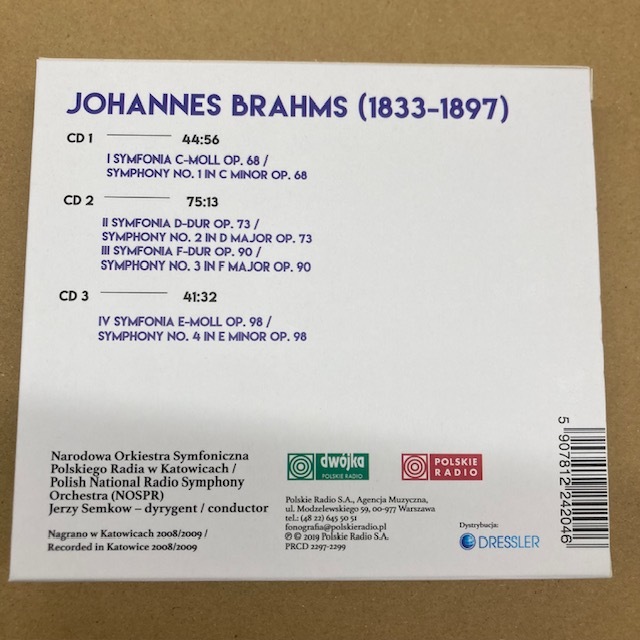 JOHANNES BRAHMS (1833–1897)
CD 1 44:56
I SYMFONIA C-MOLL OP. 68 /
SYMPHONY NO. 1 IN C MINOR OP. 68
CD 2 75:13
II SYMFONIA D-DUR OP. 73 /
SYMPHONY NO. 2 IN D MAJOR OP. 73
III SYMFONIA F-DUR OP. 90 /
SYMPHONY NO. 3 IN F MAJOR OP. 90
CD 3 41:32
IV SYMFONIA E-MOLL OP. 98 /
SYMPHONY NO. 4 IN E MINOR OP. 98
Narodowa Orkiestra Symfoniczna
Polskiego Radia w Katowicach /
Polish National Radio Symphony
Orchestra (NOSPR)
Jerzy Semkow – dyrygent / conductor
Nagrano w Katowicach 2008/2009 /
Recorded in Katowice 2008/2009
dwójka
POLSKIE RADIO
POLSKIE
RADIO
Polskie Radio S.A., Agencja Muzyczna,
ul. Modzelewskiego 59, 00-977 Warszawa
tel.: (48 22) 645 50 51
fonografia@polskieradio.pl
℗ © 2019 Polskie Radio S.A.
PRCD 2297-2299
Dystrybucja:
DRESSLER
5 907812 242046